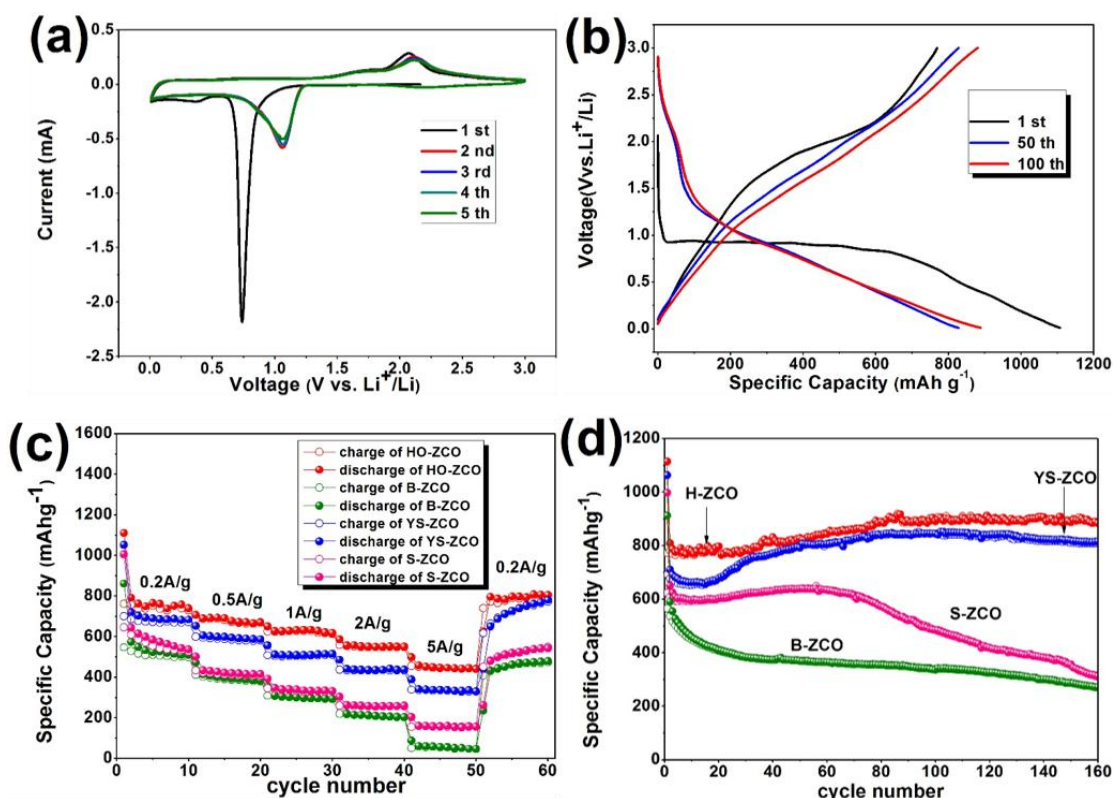 (a)
0.5
0.0
-0.5
-1.0
-1.5
-2.0
-2.5
Current (mA)
1 st
2 nd
3 rd
4 th
5 th
0.0 0.5 1.0 1.5 2.0 2.5 3.0
Voltage (V vs. Li+/Li)
(b)
3.0
2.5
2.0
1.5
1.0
0.5
0.0
Voltage(Vvs.Li+/Li)
1 st
50 th
100 th
0 200 400 600 800 1000 1200
Specific Capacity (mAh g-1)
(c)
1600
1400
1200
1000
800
600
400
200
0
Specific Capacity (mAhg-1)
charge of HO-ZCO
discharge of HO-ZCO
charge of B-ZCO
discharge of B-ZCO
charge of YS-ZCO
discharge of YS-ZCO
charge of S-ZCO
discharge of S-ZCO
0.2A/g
0.5A/g
1A/g
2A/g
5A/g
0.2A/g
0 10 20 30 40 50 60
cycle number
(d)
1200
1000
800
600
400
200
0
Specific Capacity (mAhg-1)
H-ZCO
YS-ZCO
S-ZCO
B-ZCO
0 20 40 60 80 100 120 140 160
cycle number